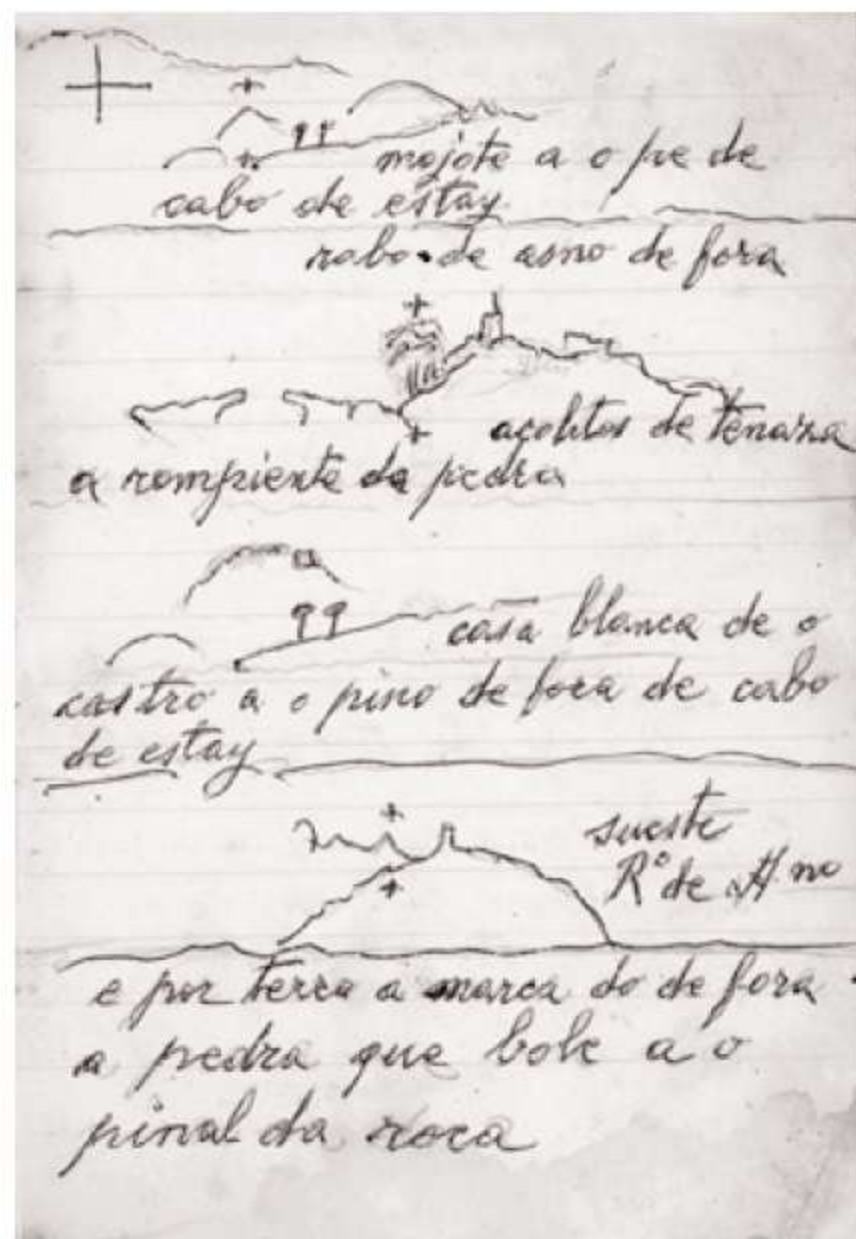 mojote a o pe de
cabo de estay
rabo de asno de fora
acolitos de tenaza
a rompiente da pedra
casa blanca de o
castro a o pino de fora de cabo
de estay
sueste
Rº de A no
e por terra a marca do de fora
a pedra que bole a o
pinal da roca